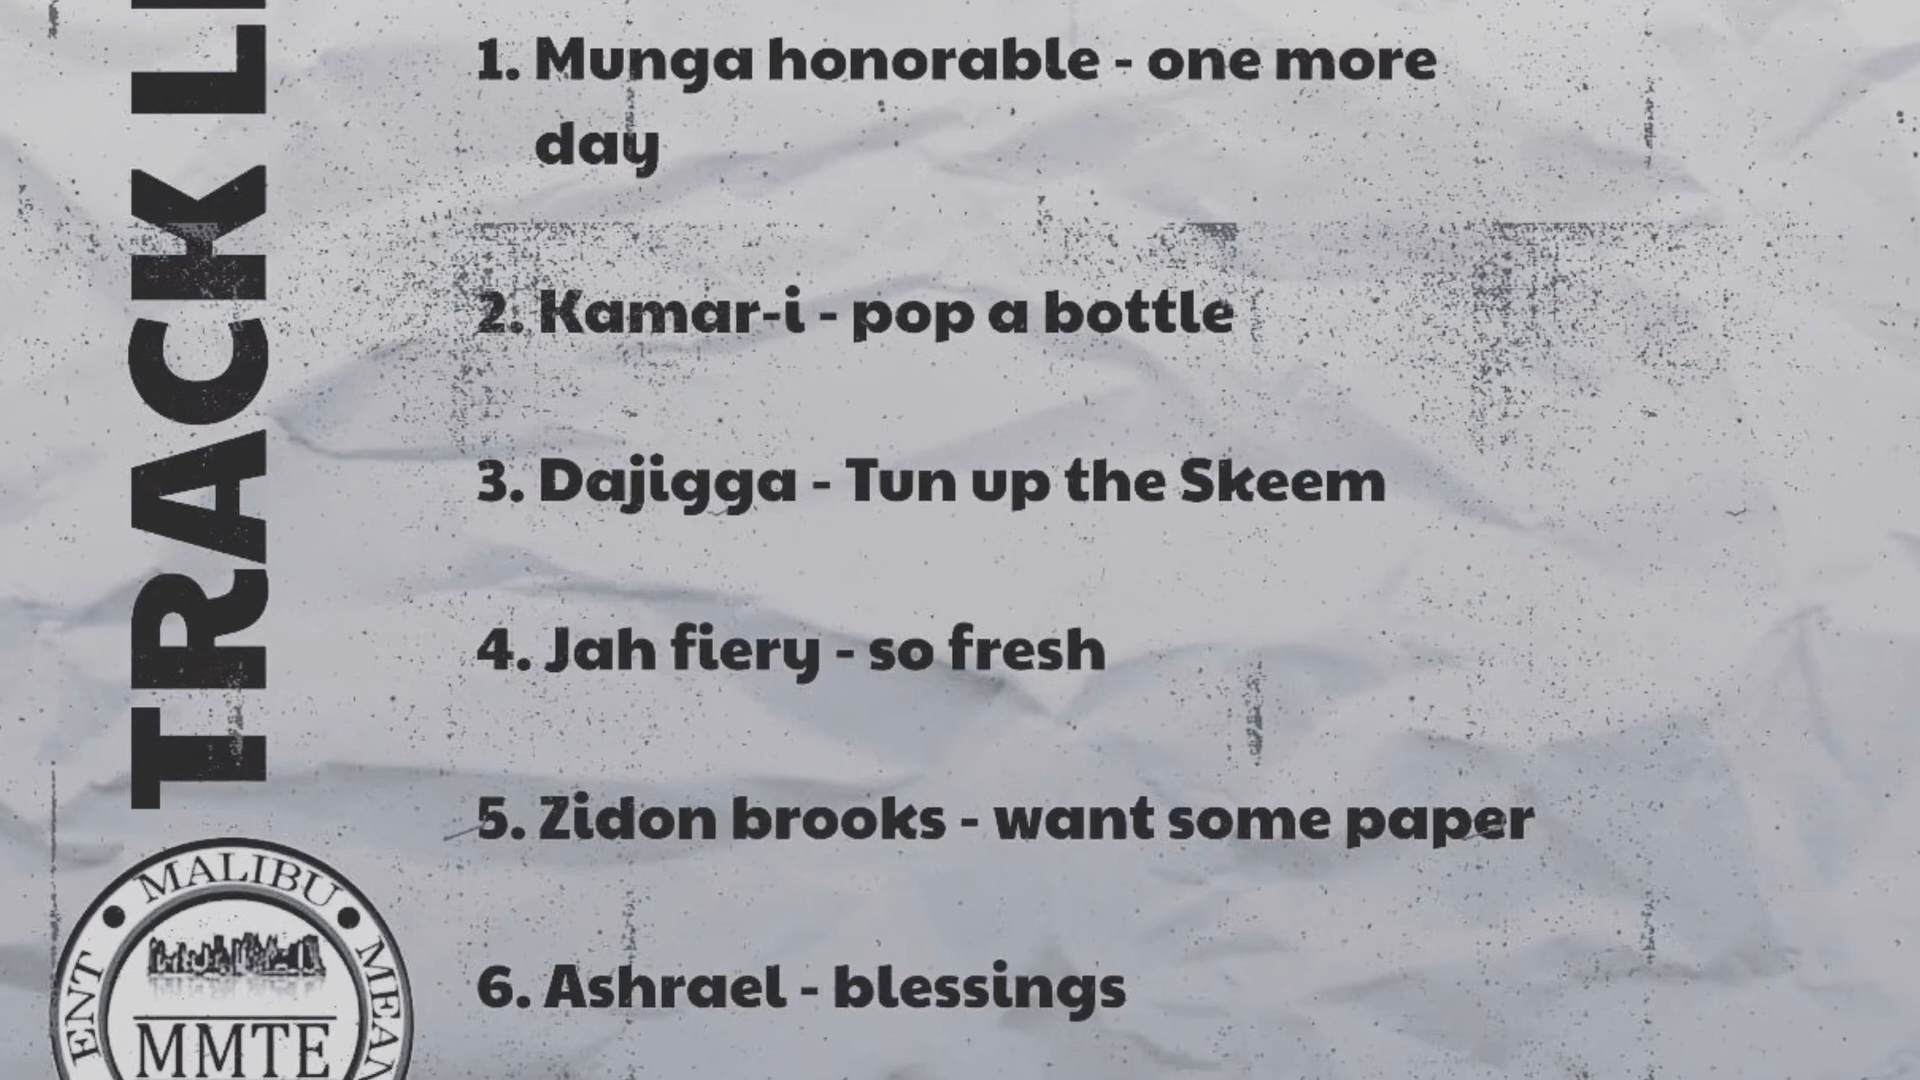 TRACK LI
1. Munga honorable - one more
day
2. Kamar-i - pop a bottle
3. Dajigga - Tun up the Skeem
4. Jah fiery - so fresh
5. Zidon brooks - want some paper
6. Ashrael - blessings
ENT • MALIBU • MEAN
MMTE